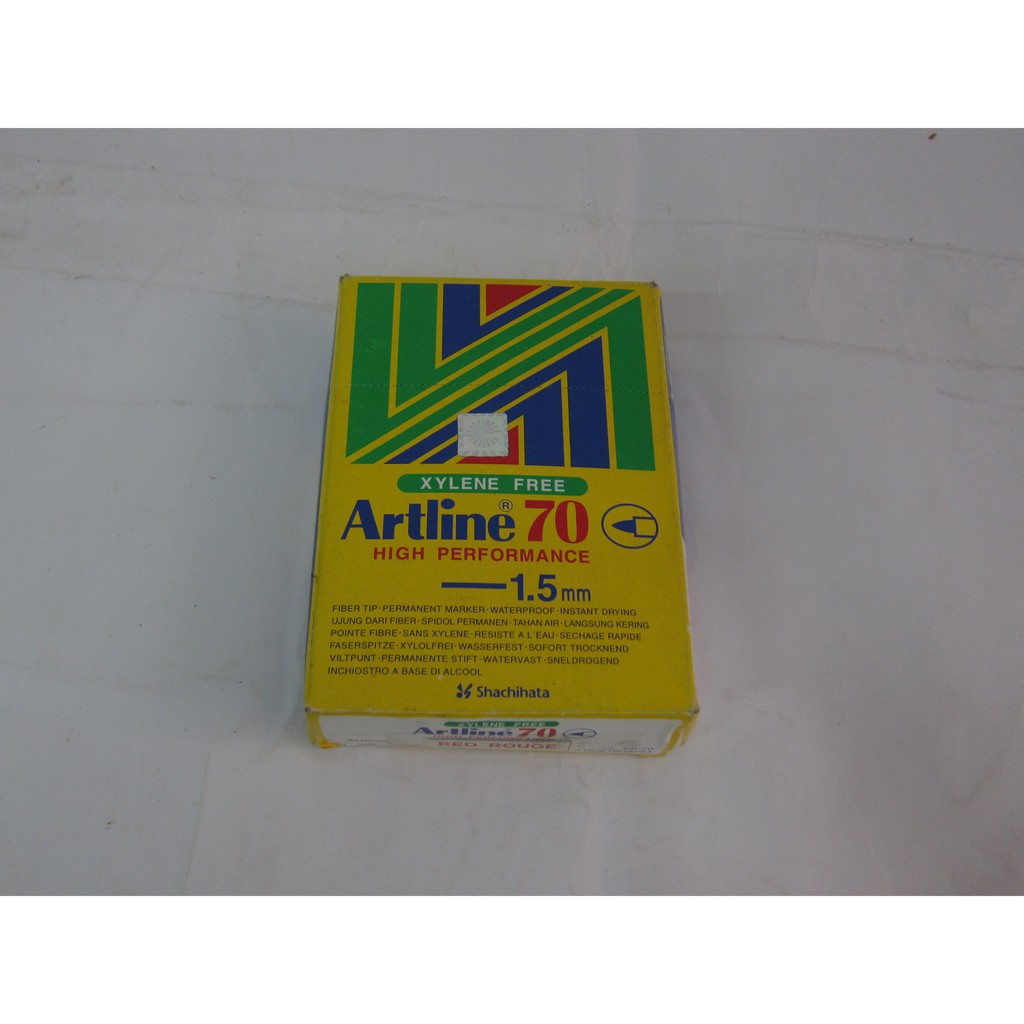 XYLENE FREE
Artline® 70
HIGH PERFORMANCE
1.5mm
FIBER TIP·PERMANENT MARKER·WATERPROOF·INSTANT DRYING
UJUNG DARI FIBER·SPIDOL PERMANEN·TAHAN AIR·LANGSUNG KERING
POINTE FIBRE·SANS XYLENE·RESISTE A L'EAU·SECHAGE RAPIDE
FASERSPITZE·XYLOLFREI·WASSERFEST·SOFORT TROCKNEND
VILTPUNT·PERMANENTE STIFT·WATERVAST·SNELDROGEND
INCHIOSTRO A BASE DI ALCOOL
Shachihata
XYLENE FREE
Artline 70
HIGH PERFORMANCE
RED ROUGE